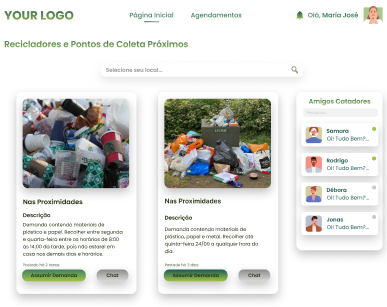 YOUR LOGO
Página Inicial
Agendamentos
Olá, Maria José
Recicladores e Pontos de Coleta Próximos
Selecione seu local...
Nas Proximidades
Descrição
Demanda contendo materiais de
plástico e papel. Recolher entre segunda
e quarta-feira entre os horários de 8:00
às 14:00 da tarde, pois não estarei em
casa nos demais dias e horários.
Postado há 2 horas
Assumir Demanda
Chat
Nas Proximidades
Descrição
Demanda contendo materiais de
plástico, papel e metal. Recolher até
quinta-feira 24/09 a qualquer hora do
dia.
Postado há 3 dias
Assumir Demanda
Chat
Amigos Catadores
Samara
Oi! Tudo Bem?...
Rodrigo
Oi! Tudo Bem?...
Débora
Oi! Tudo Bem?...
Jonas
Oi! Tudo Bem?...